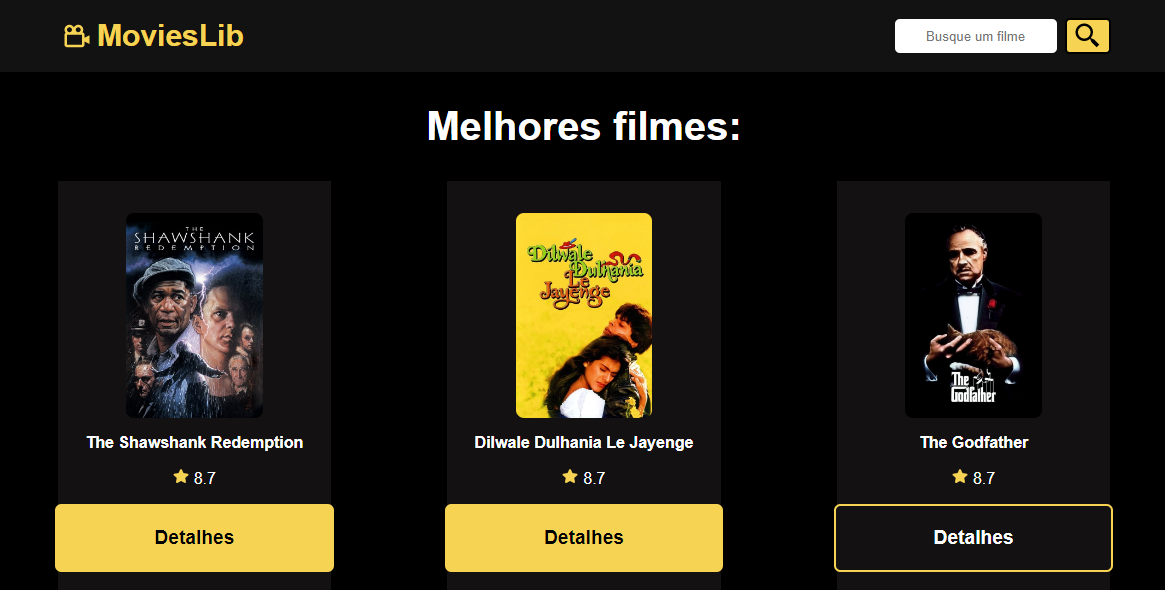 MoviesLib
Busque um filme
Melhores filmes:
THE
SHAWSHANK
REDEMPTION
Dilwale
Dulhania
Le
Jayenge
The
Godfather
The Shawshank Redemption
Dilwale Dulhania Le Jayenge
The Godfather
8.7
8.7
8.7
Detalhes
Detalhes
Detalhes